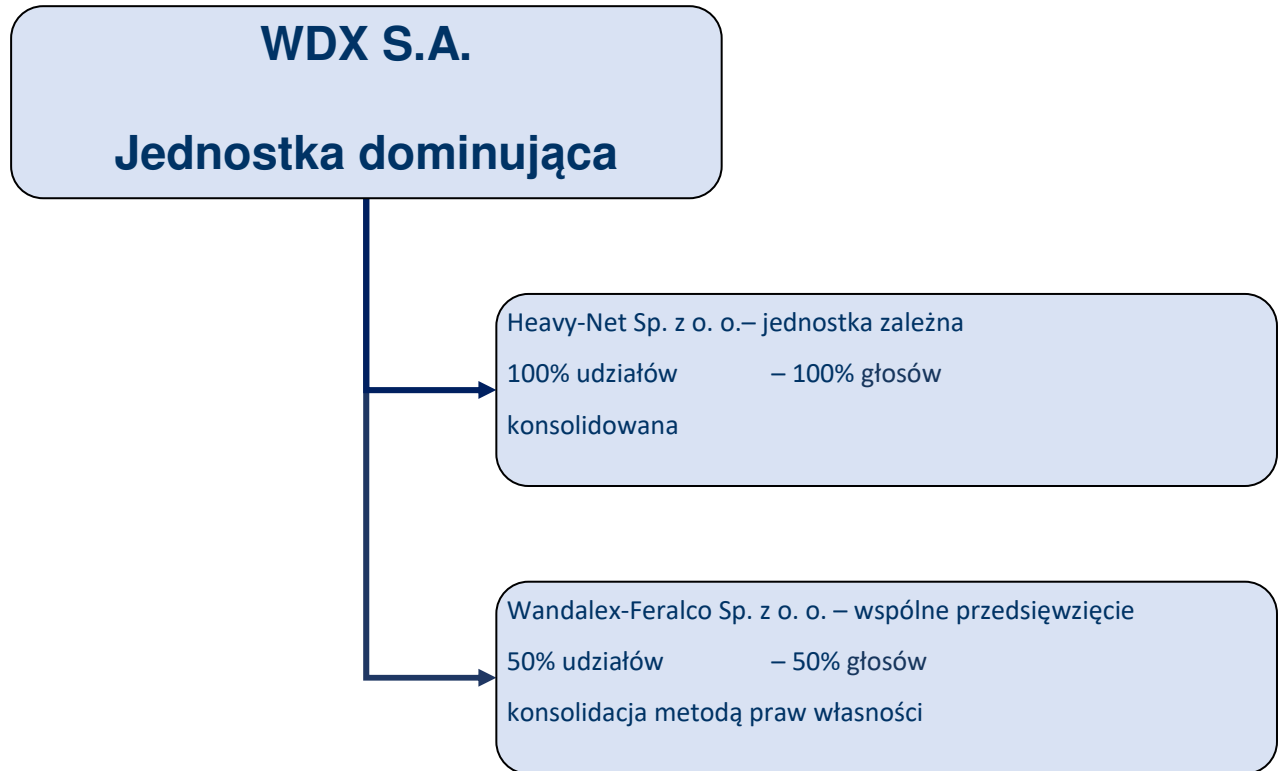 WDX S.A.
Jednostka dominująca
Heavy-Net Sp. z o. o.– jednostka zależna
100% udziałów – 100% głosów
konsolidowana
Wandalex-Feralco Sp. z o. o. – wspólne przedsięwzięcie
50% udziałów – 50% głosów
konsolidacja metodą praw własności